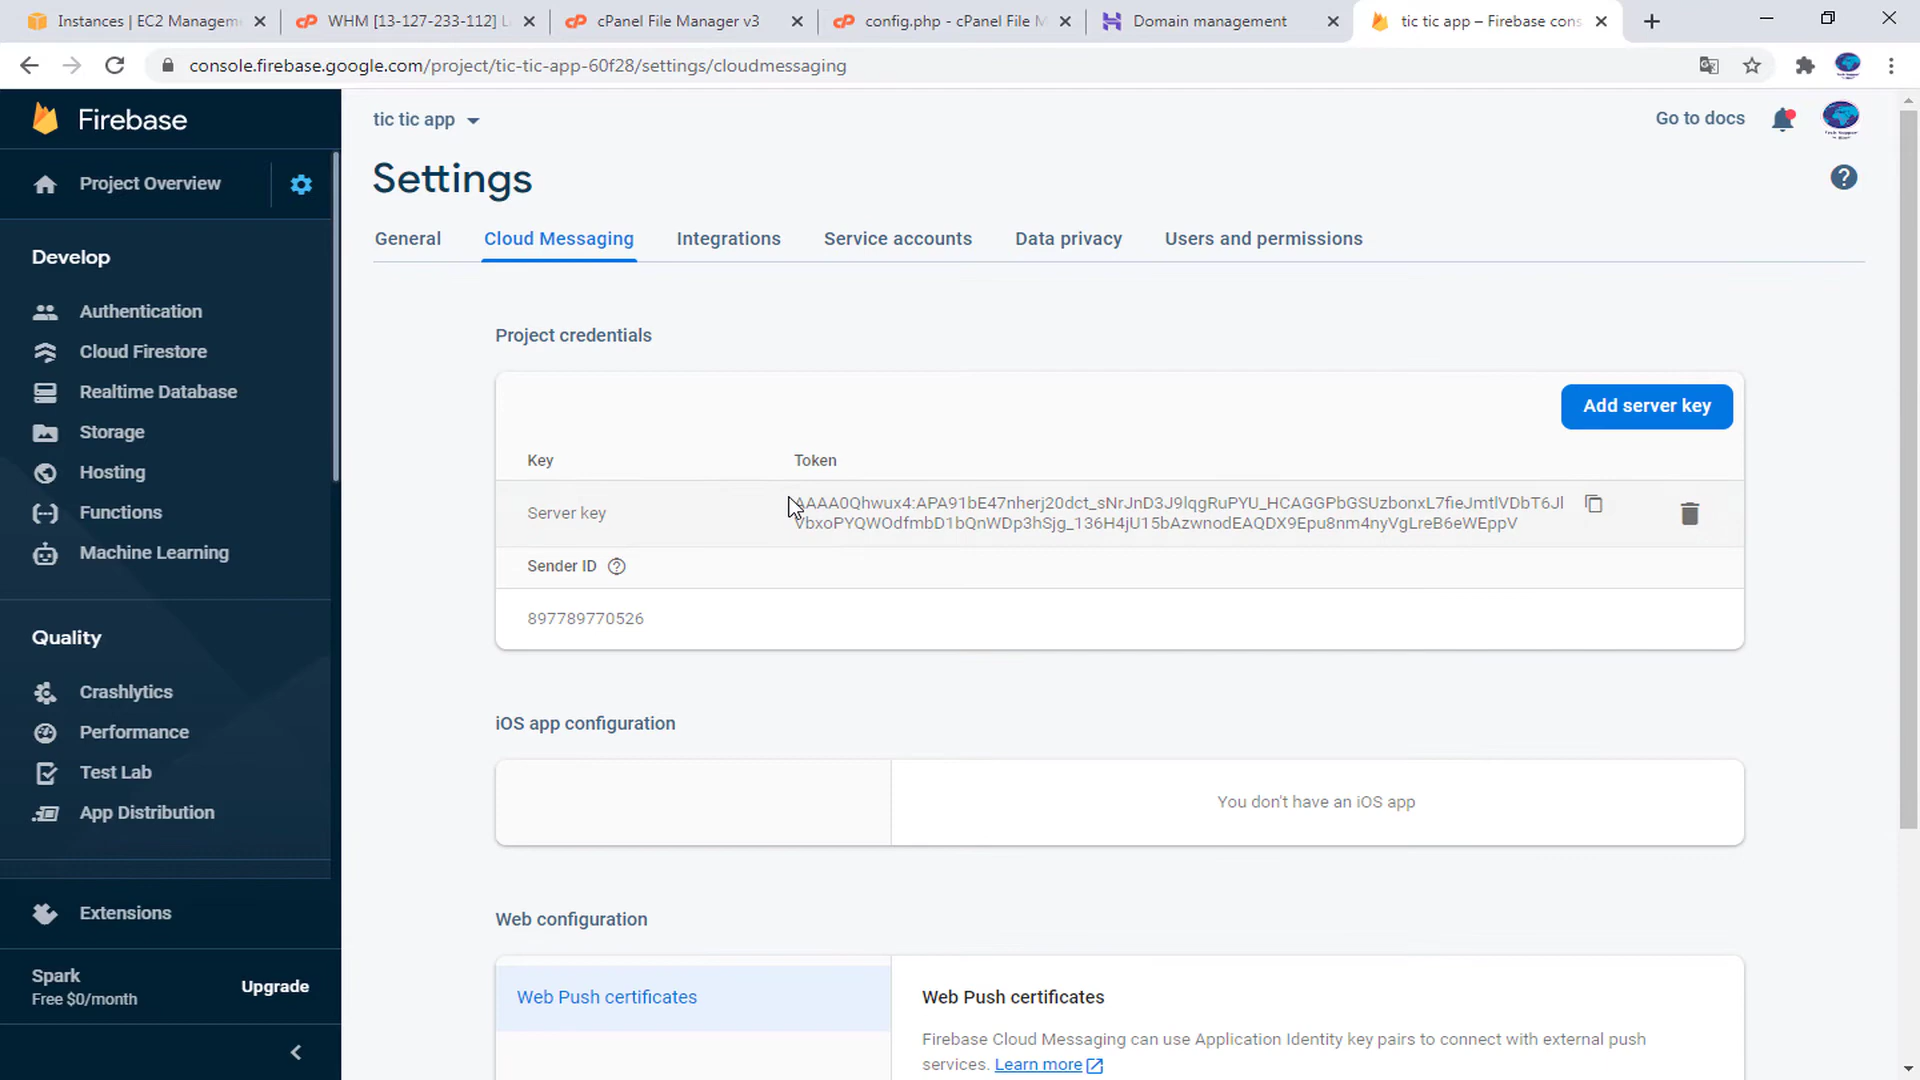 Instances | EC2 Managem
WHM [13-127-233-112] L
cPanel File Manager v3
config.php - cPanel File M
Domain management
tic tic app – Firebase cons
console.firebase.google.com/project/tic-tic-app-60f28/settings/cloudmessaging
Firebase
tic tic app
Go to docs
Project Overview
Settings
General
Cloud Messaging
Integrations
Service accounts
Data privacy
Users and permissions
Develop
Authentication
Cloud Firestore
Realtime Database
Storage
Hosting
Functions
Machine Learning
Quality
Crashlytics
Performance
Test Lab
App Distribution
Extensions
Spark
Free $0/month
Upgrade
Project credentials
Add server key
Key
Token
Server key
AAAA0Qhwux4:APA91bE47nherj20dct_sNrJnD3J9lqgRuPYU_HCAGGPbGSUzbonxL7fieJmtlVDbT6Jl
VbxoPYQWOdfmbD1bQnWDp3hSjg_136H4jU15bAzwnodEAQDX9Epu8nm4nyVgLreB6eWEppV
Sender ID
897789770526
iOS app configuration
You don't have an iOS app
Web configuration
Web Push certificates
Web Push certificates
Firebase Cloud Messaging can use Application Identity key pairs to connect with external push
services. Learn more